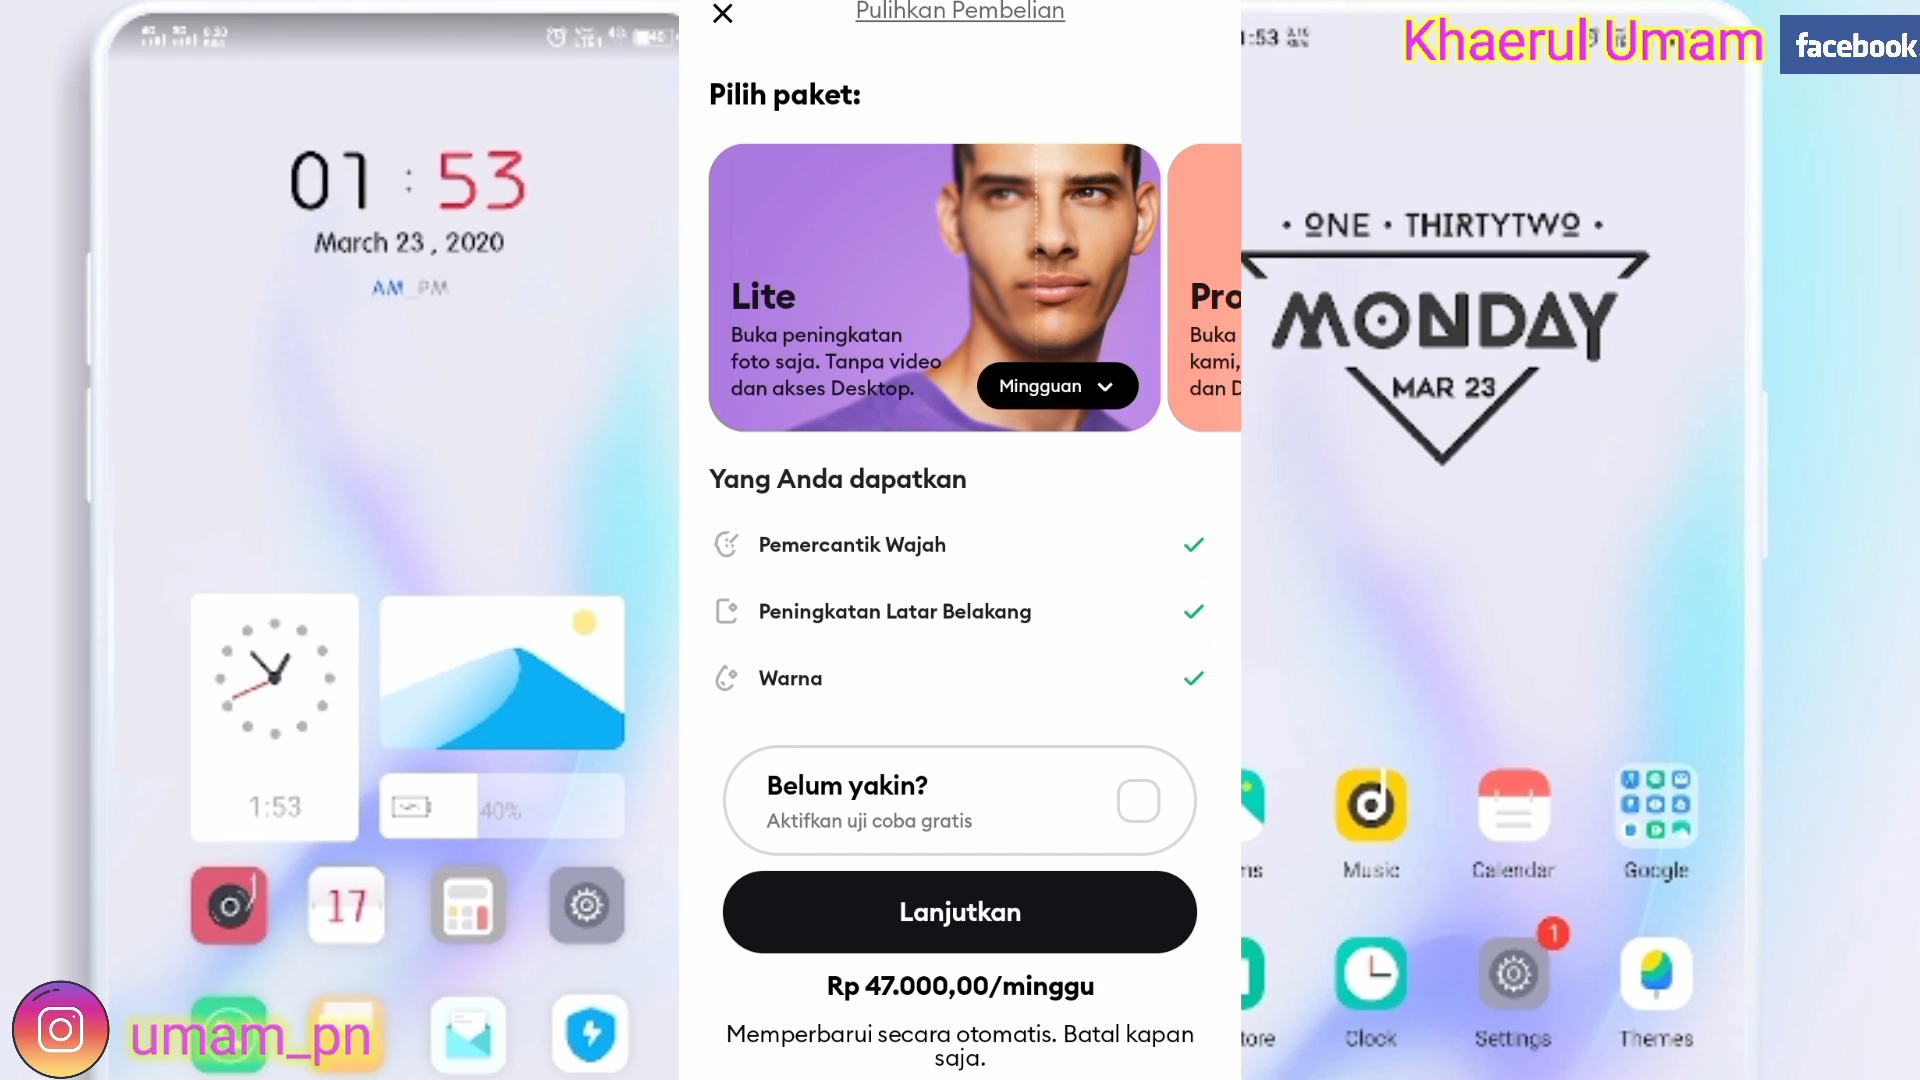 Khaerul Umam
facebook
Pulihkan Pembelian
Pilih paket:
Lite
Buka peningkatan
foto saja. Tanpa video
dan akses Desktop.
Mingguan
Pro
Buka
kami,
dan D
Yang Anda dapatkan
Pemercantik Wajah
Peningkatan Latar Belakang
Warna
Belum yakin?
Aktifkan uji coba gratis
Lanjutkan
Rp 47.000,00/minggu
Memperbarui secara otomatis. Batal kapan
saja.
01 : 53
March 23 , 2020
AM_PM
1:53
40%
17
umam_pn
:53
• ONE • THIRTYTWO •
MONDAY
MAR 23
Music
Calendar
Google
1
Clock
Settings
Themes